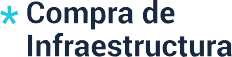 * Compra de
Infraestructura